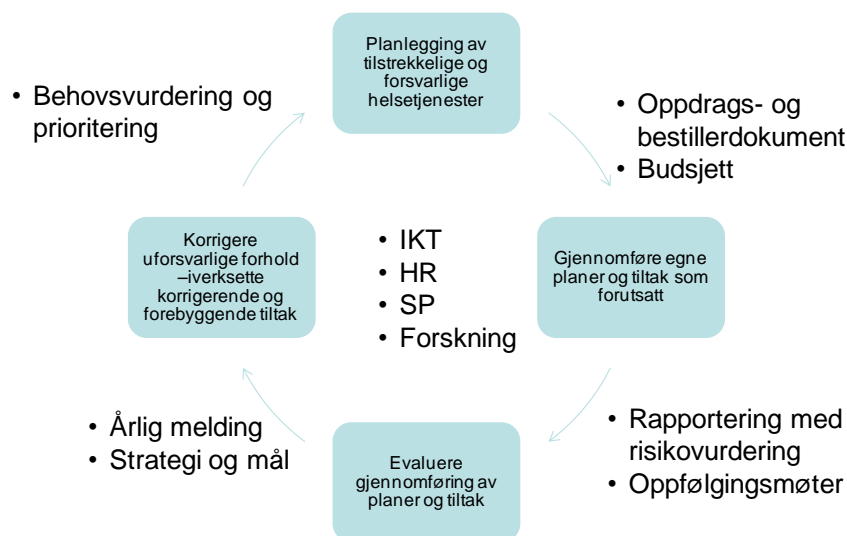 Planlegging av
tilstrekkelige og
forsvarlige
helsetjenester
• Behovsvurdering og
prioritering
• Oppdrags- og
bestillerdokument
• Budsjett
Korrigere
uforsvarlige forhold
–iverksette
korrigerende og
forebyggende tiltak
• IKT
• HR
• SP
• Forskning
Gjennomføre egne
planer og tiltak som
forutsatt
• Årlig melding
• Strategi og mål
Evaluere
gjennomføring av
planer og tiltak
• Rapportering med
risikovurdering
• Oppfølgingsmøter